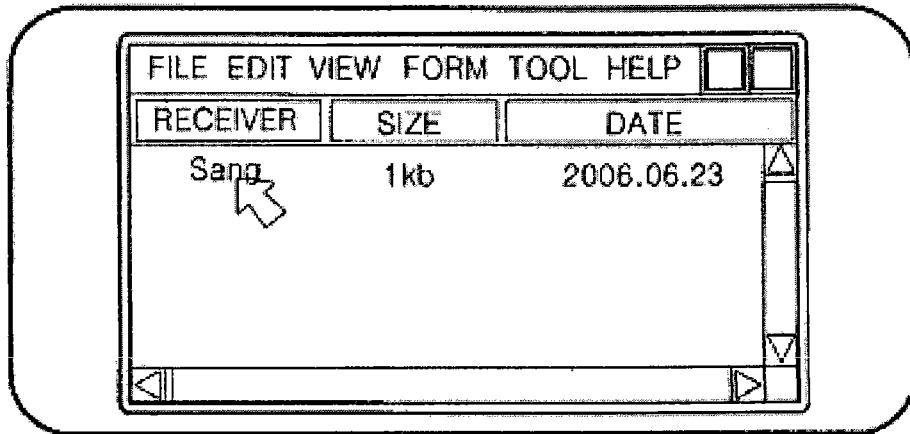 FILE EDIT VIEW FORM TOOL HELP
RECEIVER SIZE DATE
Sang 1kb 2006.06.23